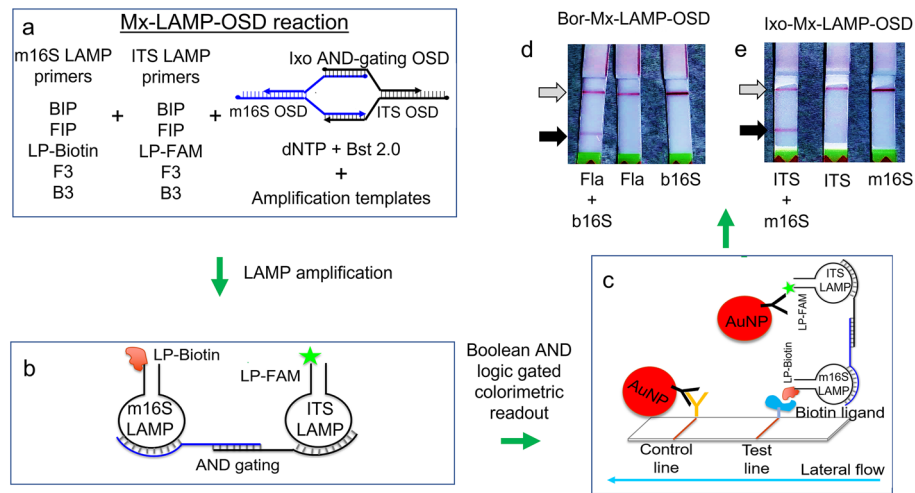 Mx-LAMP-OSD reaction
a
m16S LAMP
primers
BIP
FIP
LP-Biotin
F3
B3
+
ITS LAMP
primers
BIP
FIP
LP-FAM
F3
B3
+
Ixo AND-gating OSD
m16S OSD
ITS OSD
dNTP + Bst 2.0
+
Amplification templates
LAMP amplification
b
LP-Biotin
LP-FAM
m16S
LAMP
ITS
LAMP
AND gating
Boolean AND
logic gated
colorimetric
readout
c
ITS
LAMP
AuNP
LP-FAM
LP-Biotin
m16S
LAMP
AuNP
Biotin ligand
Control
line
Test
line
Lateral flow
Bor-Mx-LAMP-OSD
d
Fla
+
b16S
Fla
b16S
Ixo-Mx-LAMP-OSD
e
ITS
+
m16S
ITS
m16S